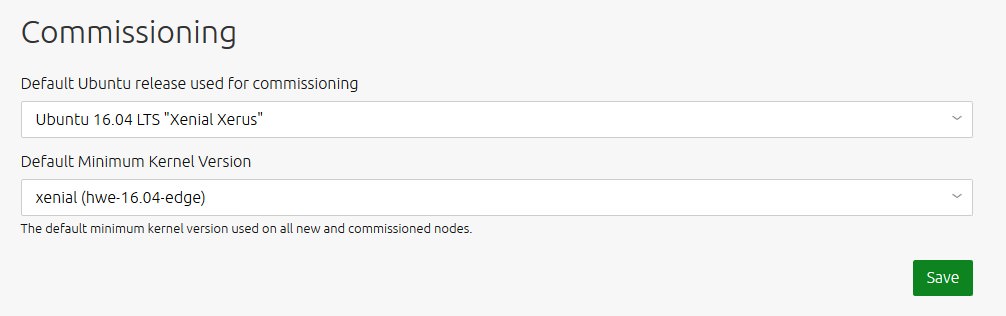 Commissioning
Default Ubuntu release used for commissioning
Ubuntu 16.04 LTS "Xenial Xerus"
Default Minimum Kernel Version
xenial (hwe-16.04-edge)
The default minimum kernel version used on all new and commissioned nodes.
Save